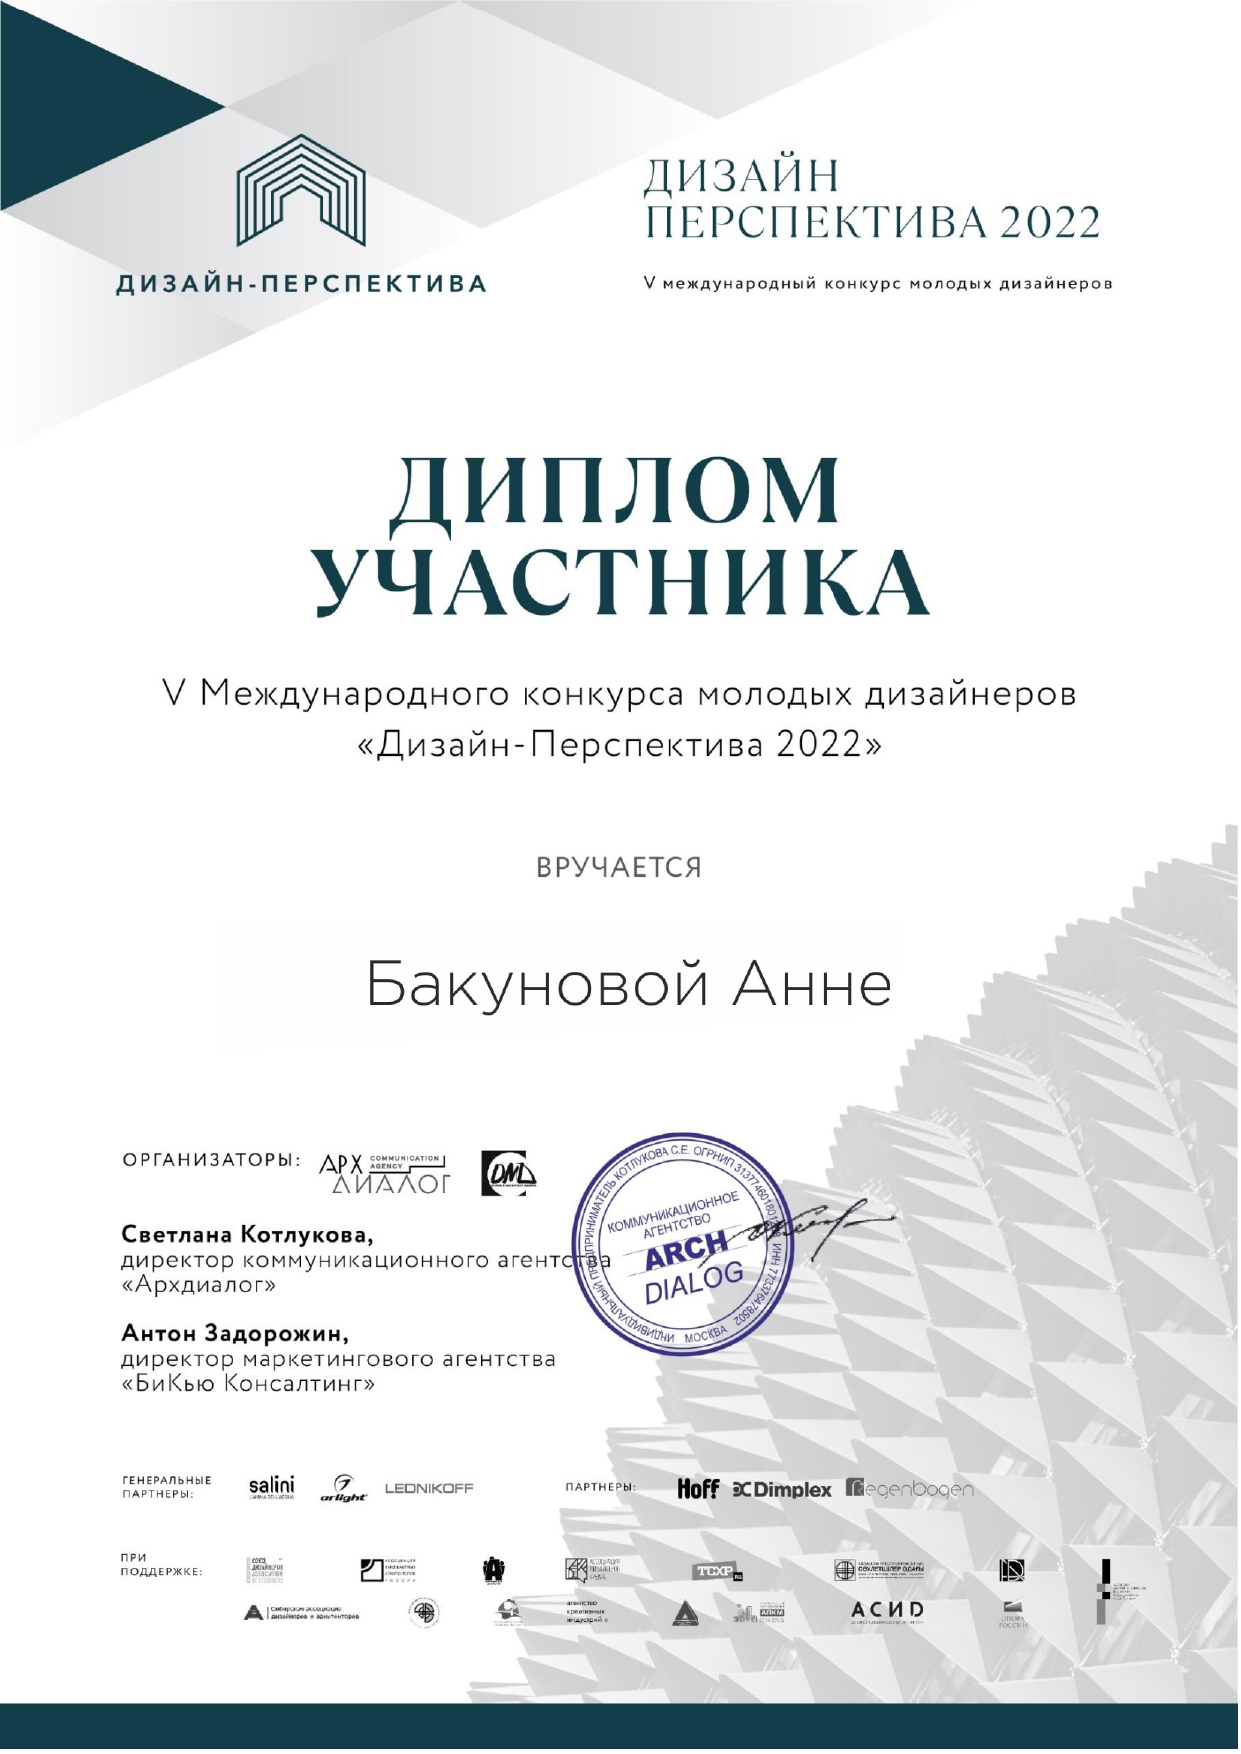 ДИЗАЙН-ПЕРСПЕКТИВА
ДИЗАЙН
ПЕРСПЕКТИВА 2022
V международный конкурс молодых дизайнеров
ДИПЛОМ
УЧАСТНИКА
V Международного конкурса молодых дизайнеров
«Дизайн-Перспектива 2022»
ВРУЧАЕТСЯ
Бакуновой Анне
ОРГАНИЗАТОРЫ:
АРХ
ДИАЛОГ
COMMUNICATION
AGENCY
DMD
Светлана Котлукова,
директор коммуникационного агентства
«Архдиалог»
Антон Задорожин,
директор маркетингового агентства
«БиКью Консалтинг»
ИНДИВИДУАЛЬНЫЙ ПРЕДПРИНИМАТЕЛЬ КОТЛУКОВА С.Е. ОГРНИП ИНН 773376478502 МОСКВА
КОММУНИКАЦИОННОЕ
АГЕНТСТВО
ARCH
DIALOG
ГЕНЕРАЛЬНЫЕ
ПАРТНЕРЫ:
salini
arlight
LEDNIKOFF
ПАРТНЕРЫ:
Hoff
Dimplex
Regenbogen
ПРИ
ПОДДЕРЖКЕ:
Сибирская ассоциация
дизайнеров и архитекторов
агентство
креативных
индустрий
АСИД